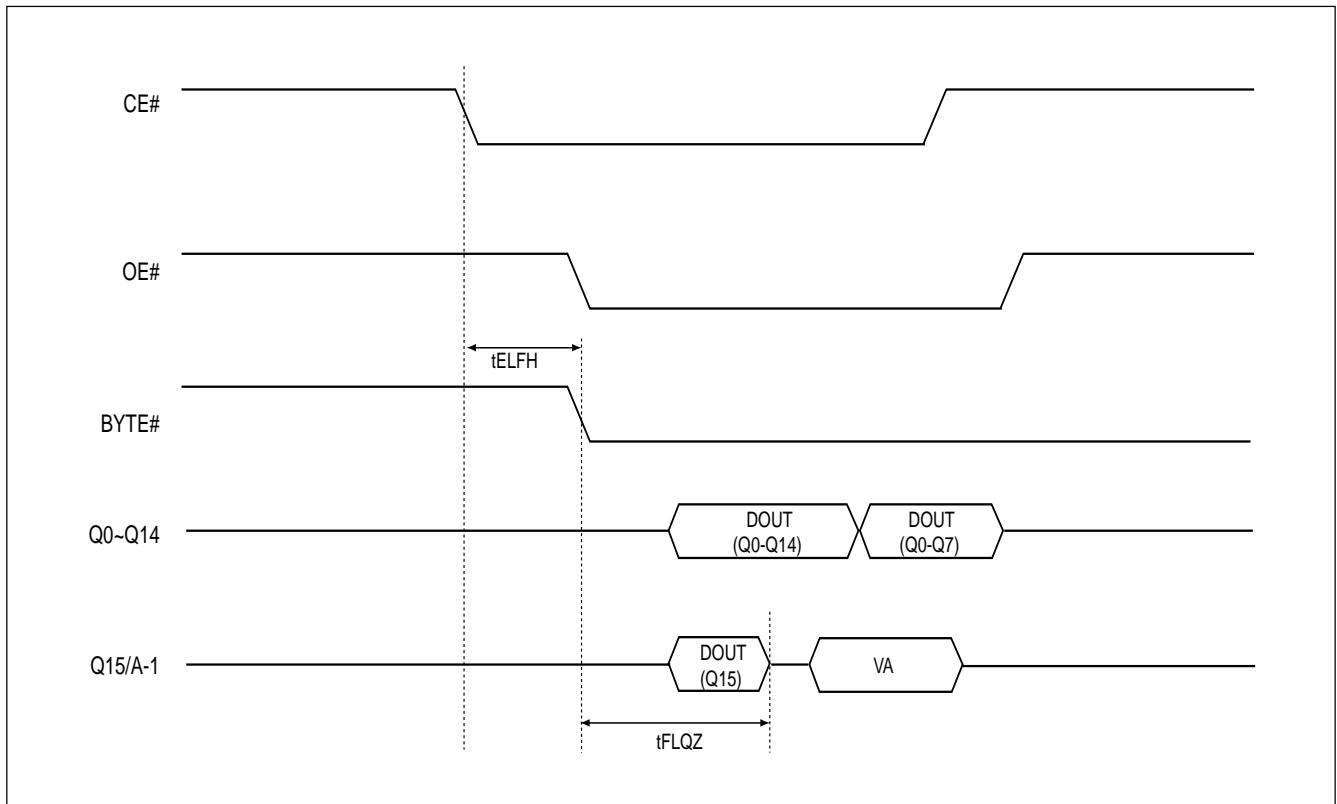 CE#
OE#
tELFH
BYTE#
Q0~Q14
DOUT
(Q0-Q14)
DOUT
(Q0-Q7)
Q15/A-1
DOUT
(Q15)
VA
tFLQZ